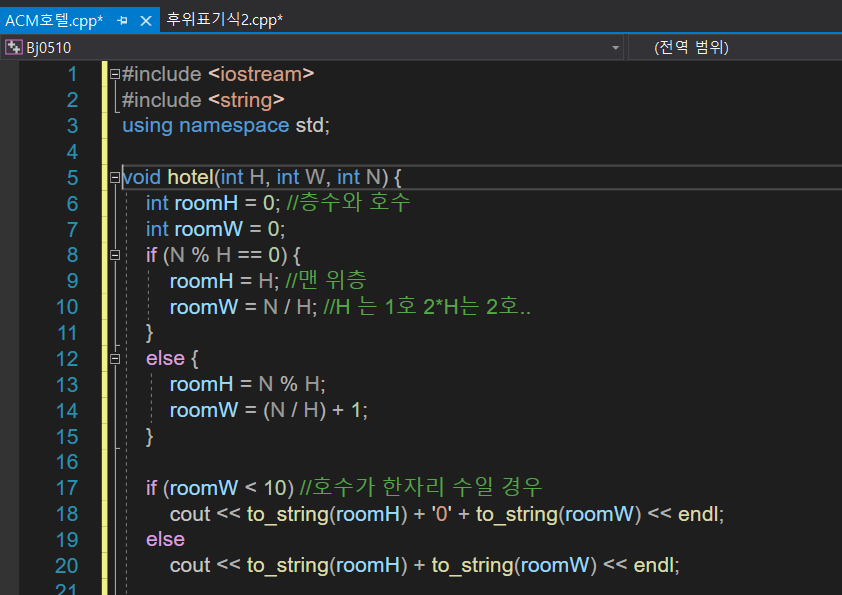 ACM호텔.cpp* 후위표기식2.cpp*
Bj0510 (전역 범위)
1 #include <iostream>
2 #include <string>
3 using namespace std;
4
5 void hotel(int H, int W, int N) {
6 int roomH = 0; //층수와 호수
7 int roomW = 0;
8 if (N % H == 0) {
9 roomH = H; //맨 위층
10 roomW = N / H; //H 는 1호 2*H는 2호..
11 }
12 else {
13 roomH = N % H;
14 roomW = (N / H) + 1;
15 }
16
17 if (roomW < 10) //호수가 한자리 수일 경우
18 cout << to_string(roomH) + '0' + to_string(roomW) << endl;
19 else
20 cout << to_string(roomH) + to_string(roomW) << endl;
21